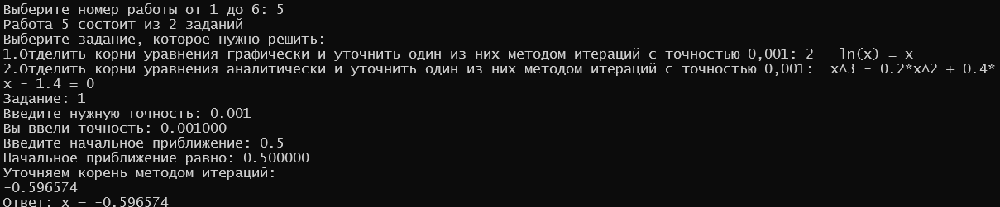 Выберите номер работы от 1 до 6: 5
Работа 5 состоит из 2 заданий
Выберите задание, которое нужно решить:
1.Отделить корни уравнения графически и уточнить один из них методом итераций с точностью 0,001: 2 - ln(x) = x
2.Отделить корни уравнения аналитически и уточнить один из них методом итераций с точностью 0,001:  x^3 - 0.2*x^2 + 0.4*
x - 1.4 = 0
Задание: 1
Введите нужную точность: 0.001
Вы ввели точность: 0.001000
Введите начальное приближение: 0.5
Начальное приближение равно: 0.500000
Уточняем корень методом итераций:
-0.596574
Ответ: x = -0.596574